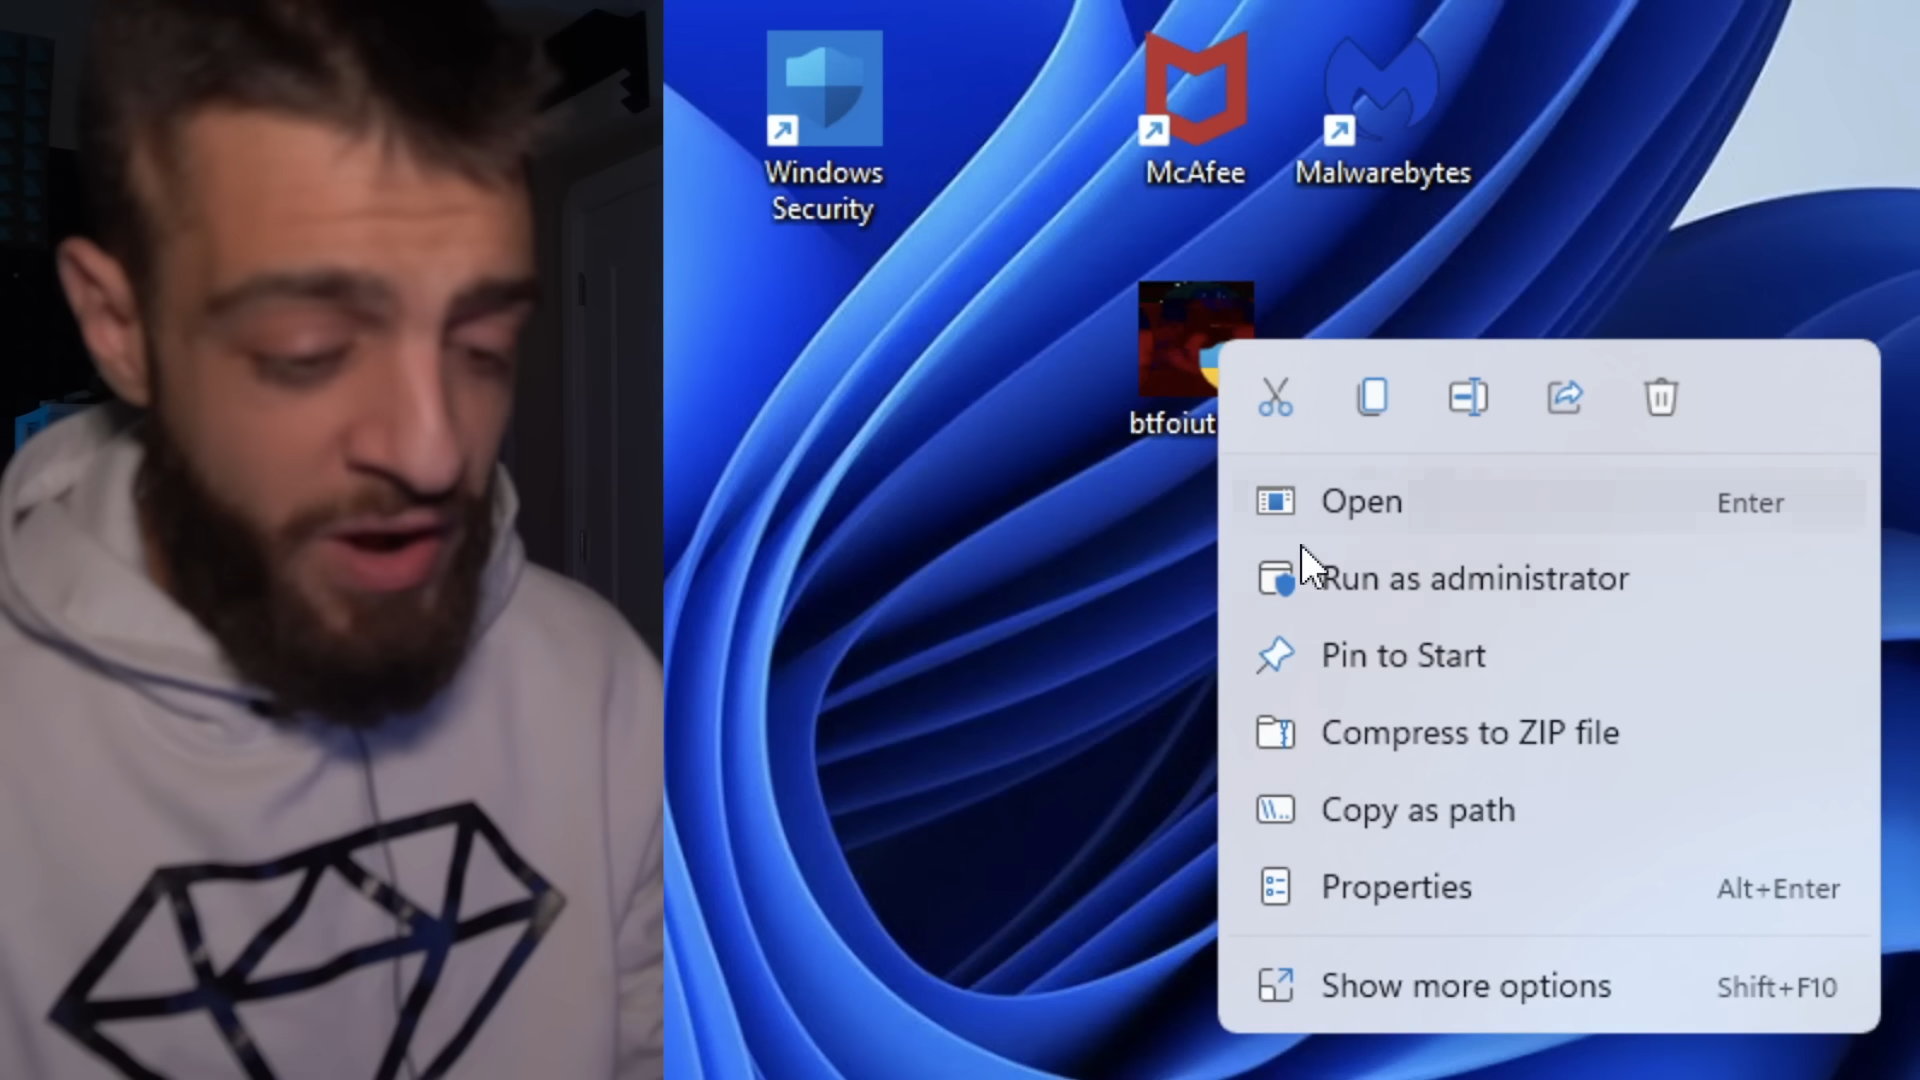 Windows
Security
McAfee
Malwarebytes
btfoiut
Open Enter
Run as administrator
Pin to Start
Compress to ZIP file
Copy as path
Properties Alt+Enter
Show more options Shift+F10